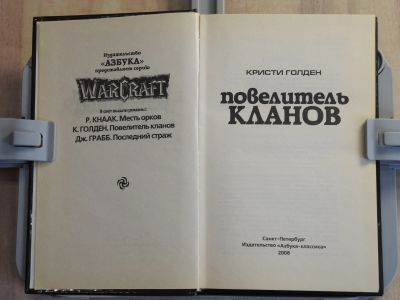 Издательство
«АЗБУКА»
представляет серию
WARCRAFT
В свет вышли романы:
Р. КНААК. Месть орков
К. ГОЛДЕН. Повелитель кланов
Дж. ГРАББ. Последний страж
КРИСТИ ГОЛДЕН
ПОВЕЛИТЕЛЬ
КЛАНОВ
Санкт-Петербург
Издательство «Азбука-классика»
2008